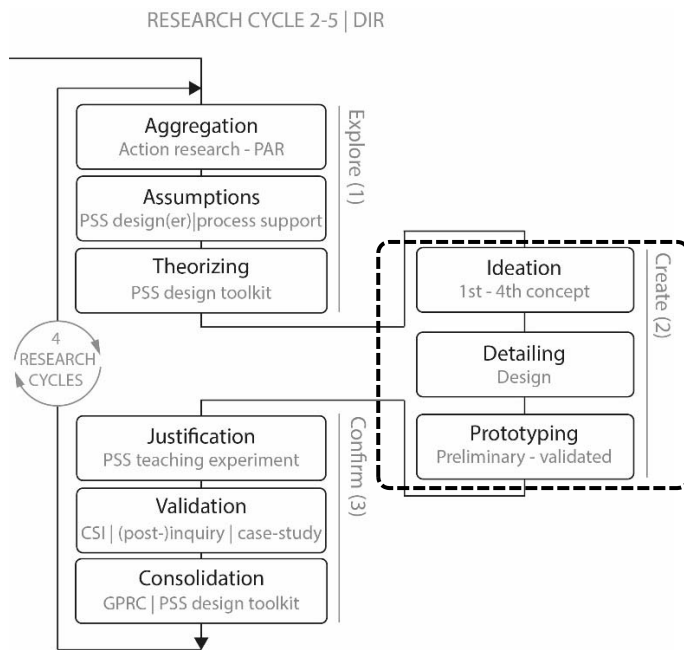 RESEARCH CYCLE 2-5 | DIR
Aggregation
Action research - PAR
Assumptions
PSS design(er)|process support
Theorizing
PSS design toolkit
Explore (1)
Ideation
1st - 4th concept
Detailing
Design
Prototyping
Preliminary - validated
Create (2)
4
RESEARCH
CYCLES
Justification
PSS teaching experiment
Validation
CSI | (post-)inquiry | case-study
Consolidation
GPRC | PSS design toolkit
Confirm (3)